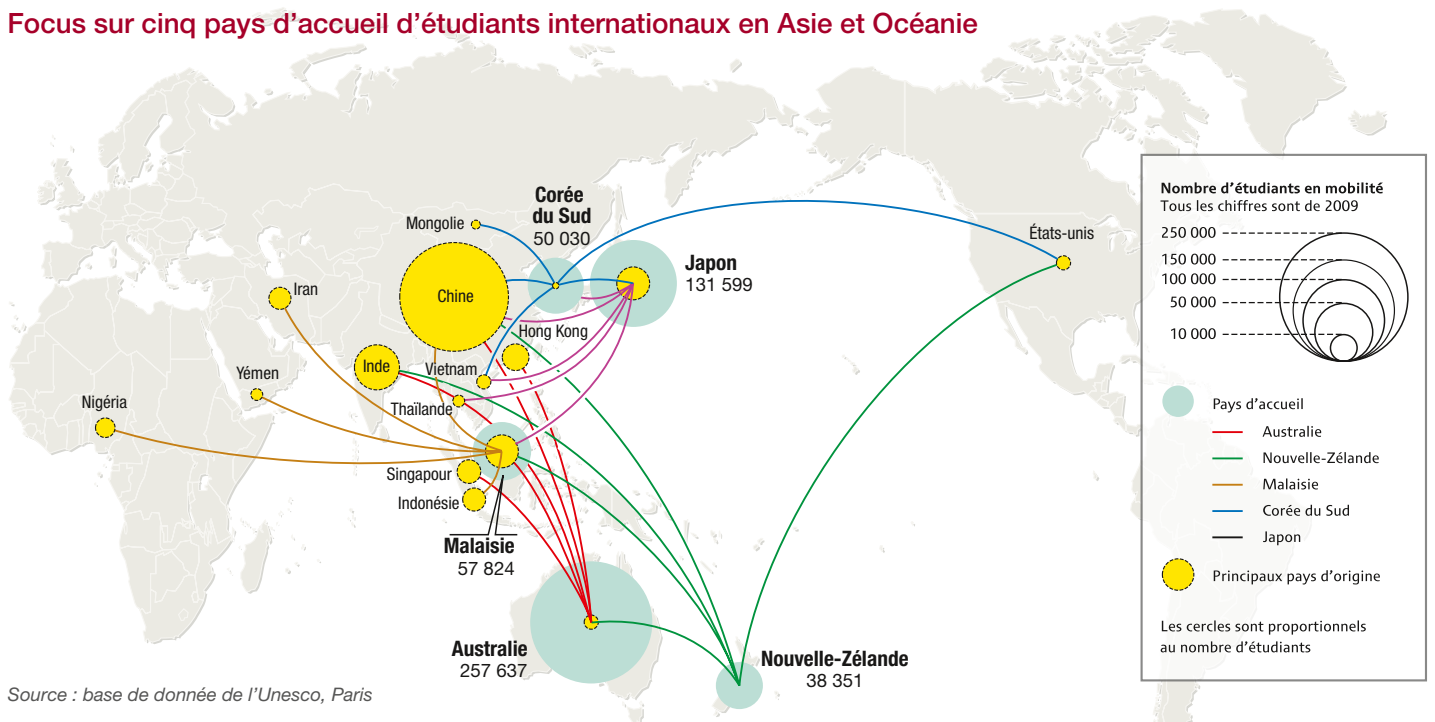 Focus sur cinq pays d’accueil d’étudiants internationaux en Asie et Océanie
Corée
du Sud
50 030
Mongolie
États-unis
Japon
131 599
Iran
Chine
Hong Kong
Inde
Vietnam
Yémen
Thaïlande
Nigéria
Singapour
Indonésie
Malaisie
57 824
Australie
257 637
Nouvelle-Zélande
38 351
Source : base de donnée de l’Unesco, Paris
Nombre d’étudiants en mobilité
Tous les chiffres sont de 2009
250 000
150 000
100 000
50 000
10 000
Pays d’accueil
Australie
Nouvelle-Zélande
Malaisie
Corée du Sud
Japon
Principaux pays d’origine
Les cercles sont proportionnels
au nombre d’étudiants